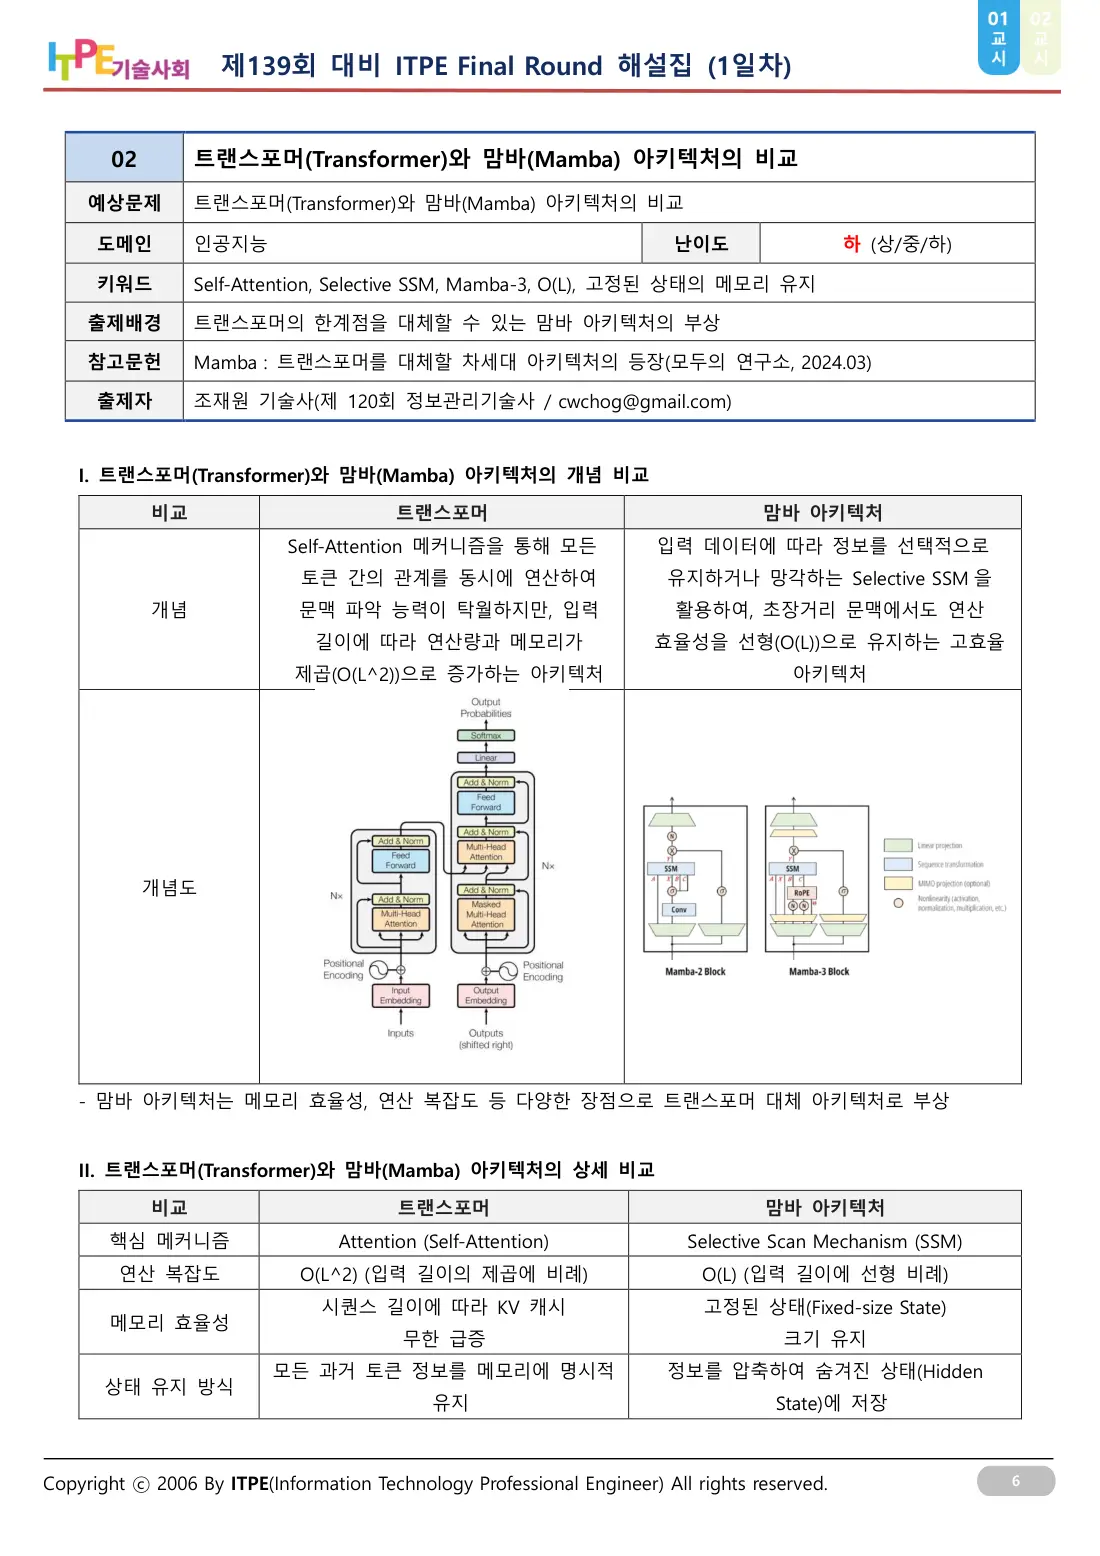 ITPE기술사회 제139회 대비 ITPE Final Round 해설집 (1일차)
01
교
시
02
교
시
02 트랜스포머(Transformer)와 맘바(Mamba) 아키텍처의 비교
예상문제 트랜스포머(Transformer)와 맘바(Mamba) 아키텍처의 비교
도메인 인공지능 난이도 하 (상/중/하)
키워드 Self-Attention, Selective SSM, Mamba-3, O(L), 고정된 상태의 메모리 유지
출제배경 트랜스포머의 한계점을 대체할 수 있는 맘바 아키텍처의 부상
참고문헌 Mamba : 트랜스포머를 대체할 차세대 아키텍처의 등장(모두의 연구소, 2024.03)
출제자 조재원 기술사(제 120회 정보관리기술사 / cwchog@gmail.com)
I. 트랜스포머(Transformer)와 맘바(Mamba) 아키텍처의 개념 비교
비교 트랜스포머 맘바 아키텍처
개념
Self-Attention 메커니즘을 통해 모든
토큰 간의 관계를 동시에 연산하여
문맥 파악 능력이 탁월하지만, 입력
길이에 따라 연산량과 메모리가
제곱(O(L^2))으로 증가하는 아키텍처
입력 데이터에 따라 정보를 선택적으로
유지하거나 망각하는 Selective SSM을
활용하여, 초장거리 문맥에서도 연산
효율성을 선형(O(L))으로 유지하는 고효율
아키텍처
개념도
Output
Probabilities
Softmax
Linear
Add & Norm
Feed
Forward
Add & Norm
Multi-Head
Attention
Nx
Add & Norm
Masked
Multi-Head
Attention
Add & Norm
Feed
Forward
Nx
Add & Norm
Multi-Head
Attention
Positional
Encoding
Positional
Encoding
Input
Embedding
Output
Embedding
Inputs
Outputs
(shifted right)
N
X
Y
SSM
A X B C
σ
σ
Conv
Mamba-2 Block
X
Y
SSM
A X B C
RoPE
N N
σ
Mamba-3 Block
Linear projection
Sequence transformation
MIMO projection (optional)
Nonlinearity (activation,
normalization, multiplication, etc.)
- 맘바 아키텍처는 메모리 효율성, 연산 복잡도 등 다양한 장점으로 트랜스포머 대체 아키텍처로 부상
II. 트랜스포머(Transformer)와 맘바(Mamba) 아키텍처의 상세 비교
비교 트랜스포머 맘바 아키텍처
핵심 메커니즘 Attention (Self-Attention) Selective Scan Mechanism (SSM)
연산 복잡도 O(L^2) (입력 길이의 제곱에 비례) O(L) (입력 길이에 선형 비례)
메모리 효율성
시퀀스 길이에 따라 KV 캐시
무한 급증
고정된 상태(Fixed-size State)
크기 유지
상태 유지 방식
모든 과거 토큰 정보를 메모리에 명시적
유지
정보를 압축하여 숨겨진 상태(Hidden
State)에 저장
Copyright ⓒ 2006 By ITPE(Information Technology Professional Engineer) All rights reserved.
6